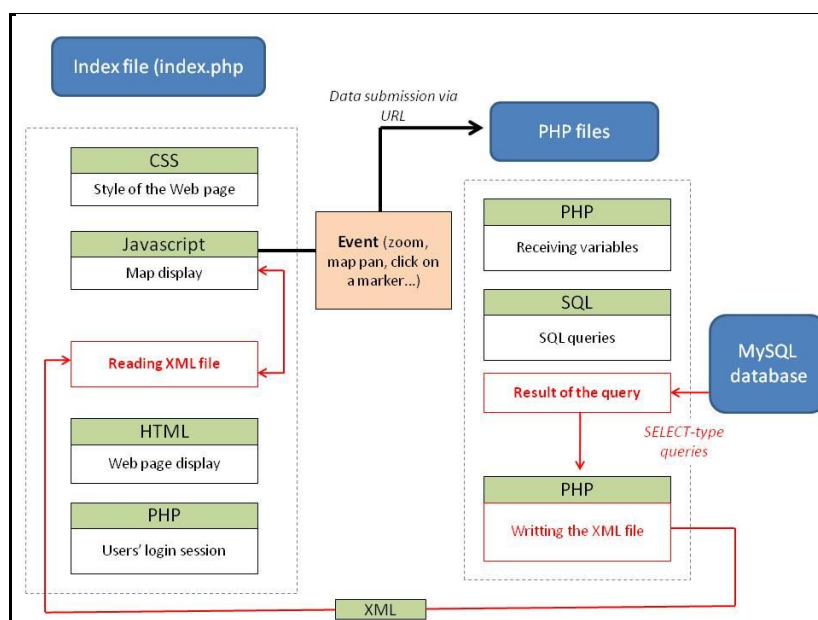 Index file (index.php
Data submission via
URL
PHP files
CSS
Style of the Web page
Javascript
Map display
Event (zoom,
map pan, click on
a marker...)
Reading XML file
HTML
Web page display
PHP
Users' login session
PHP
Receiving variables
SQL
SQL queries
Result of the query
MySQL
database
SELECT-type
queries
PHP
Writting the XML file
XML